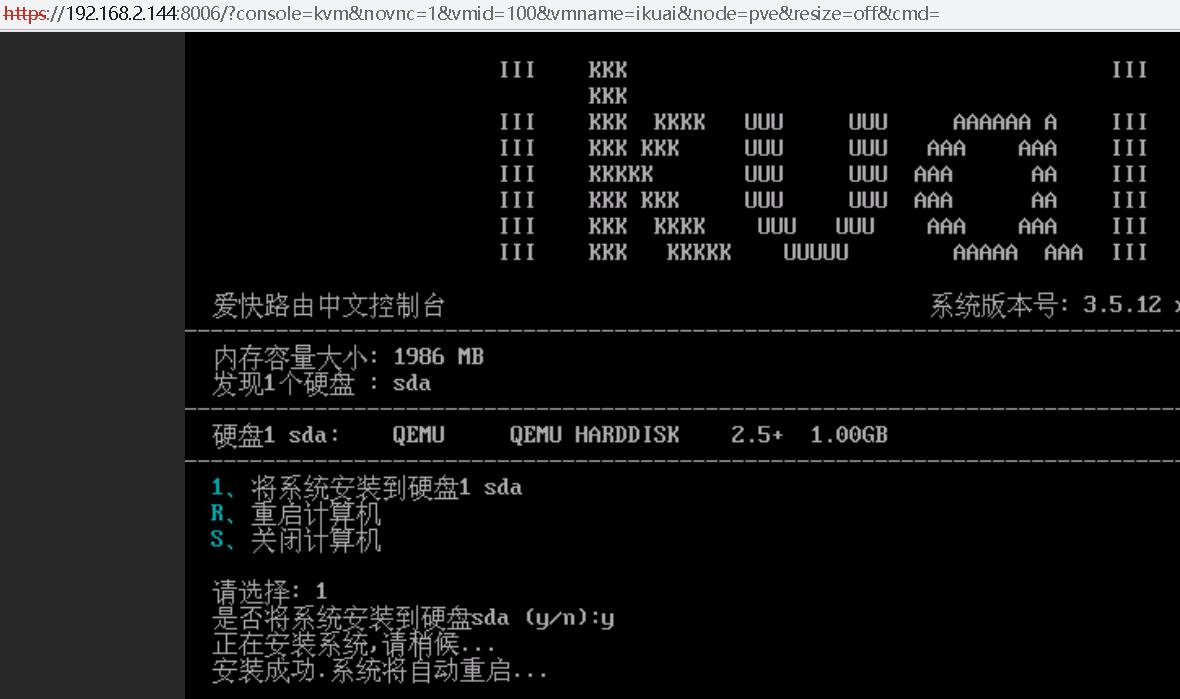 https://192.168.2.144:8006/?console=kvm&novnc=1&vmid=100&vmname=ikuai&node=pve&resize=off&cmd=
III KKK III
KKK
III KKK KKKK UUU UUU AAAAAA A III
III KKK KKK UUU UUU AAA AAA III
III KKKKK UUU UUU AAA AA III
III KKK KKK UUU UUU AAA AA III
III KKK KKKK UUU UUU AAA AAA III
III KKK KKKKK UUUUU AAAAA AAA III
爱快路由中文控制台 系统版本号: 3.5.12 x
内存容量大小: 1986 MB
发现1个硬盘 : sda
硬盘1 sda: QEMU QEMU HARDDISK 2.5+ 1.00GB
1、将系统安装到硬盘1 sda
R、重启计算机
S、关闭计算机
请选择: 1
是否将系统安装到硬盘sda (y/n):y
正在安装系统,请稍候...
安装成功.系统将自动重启...